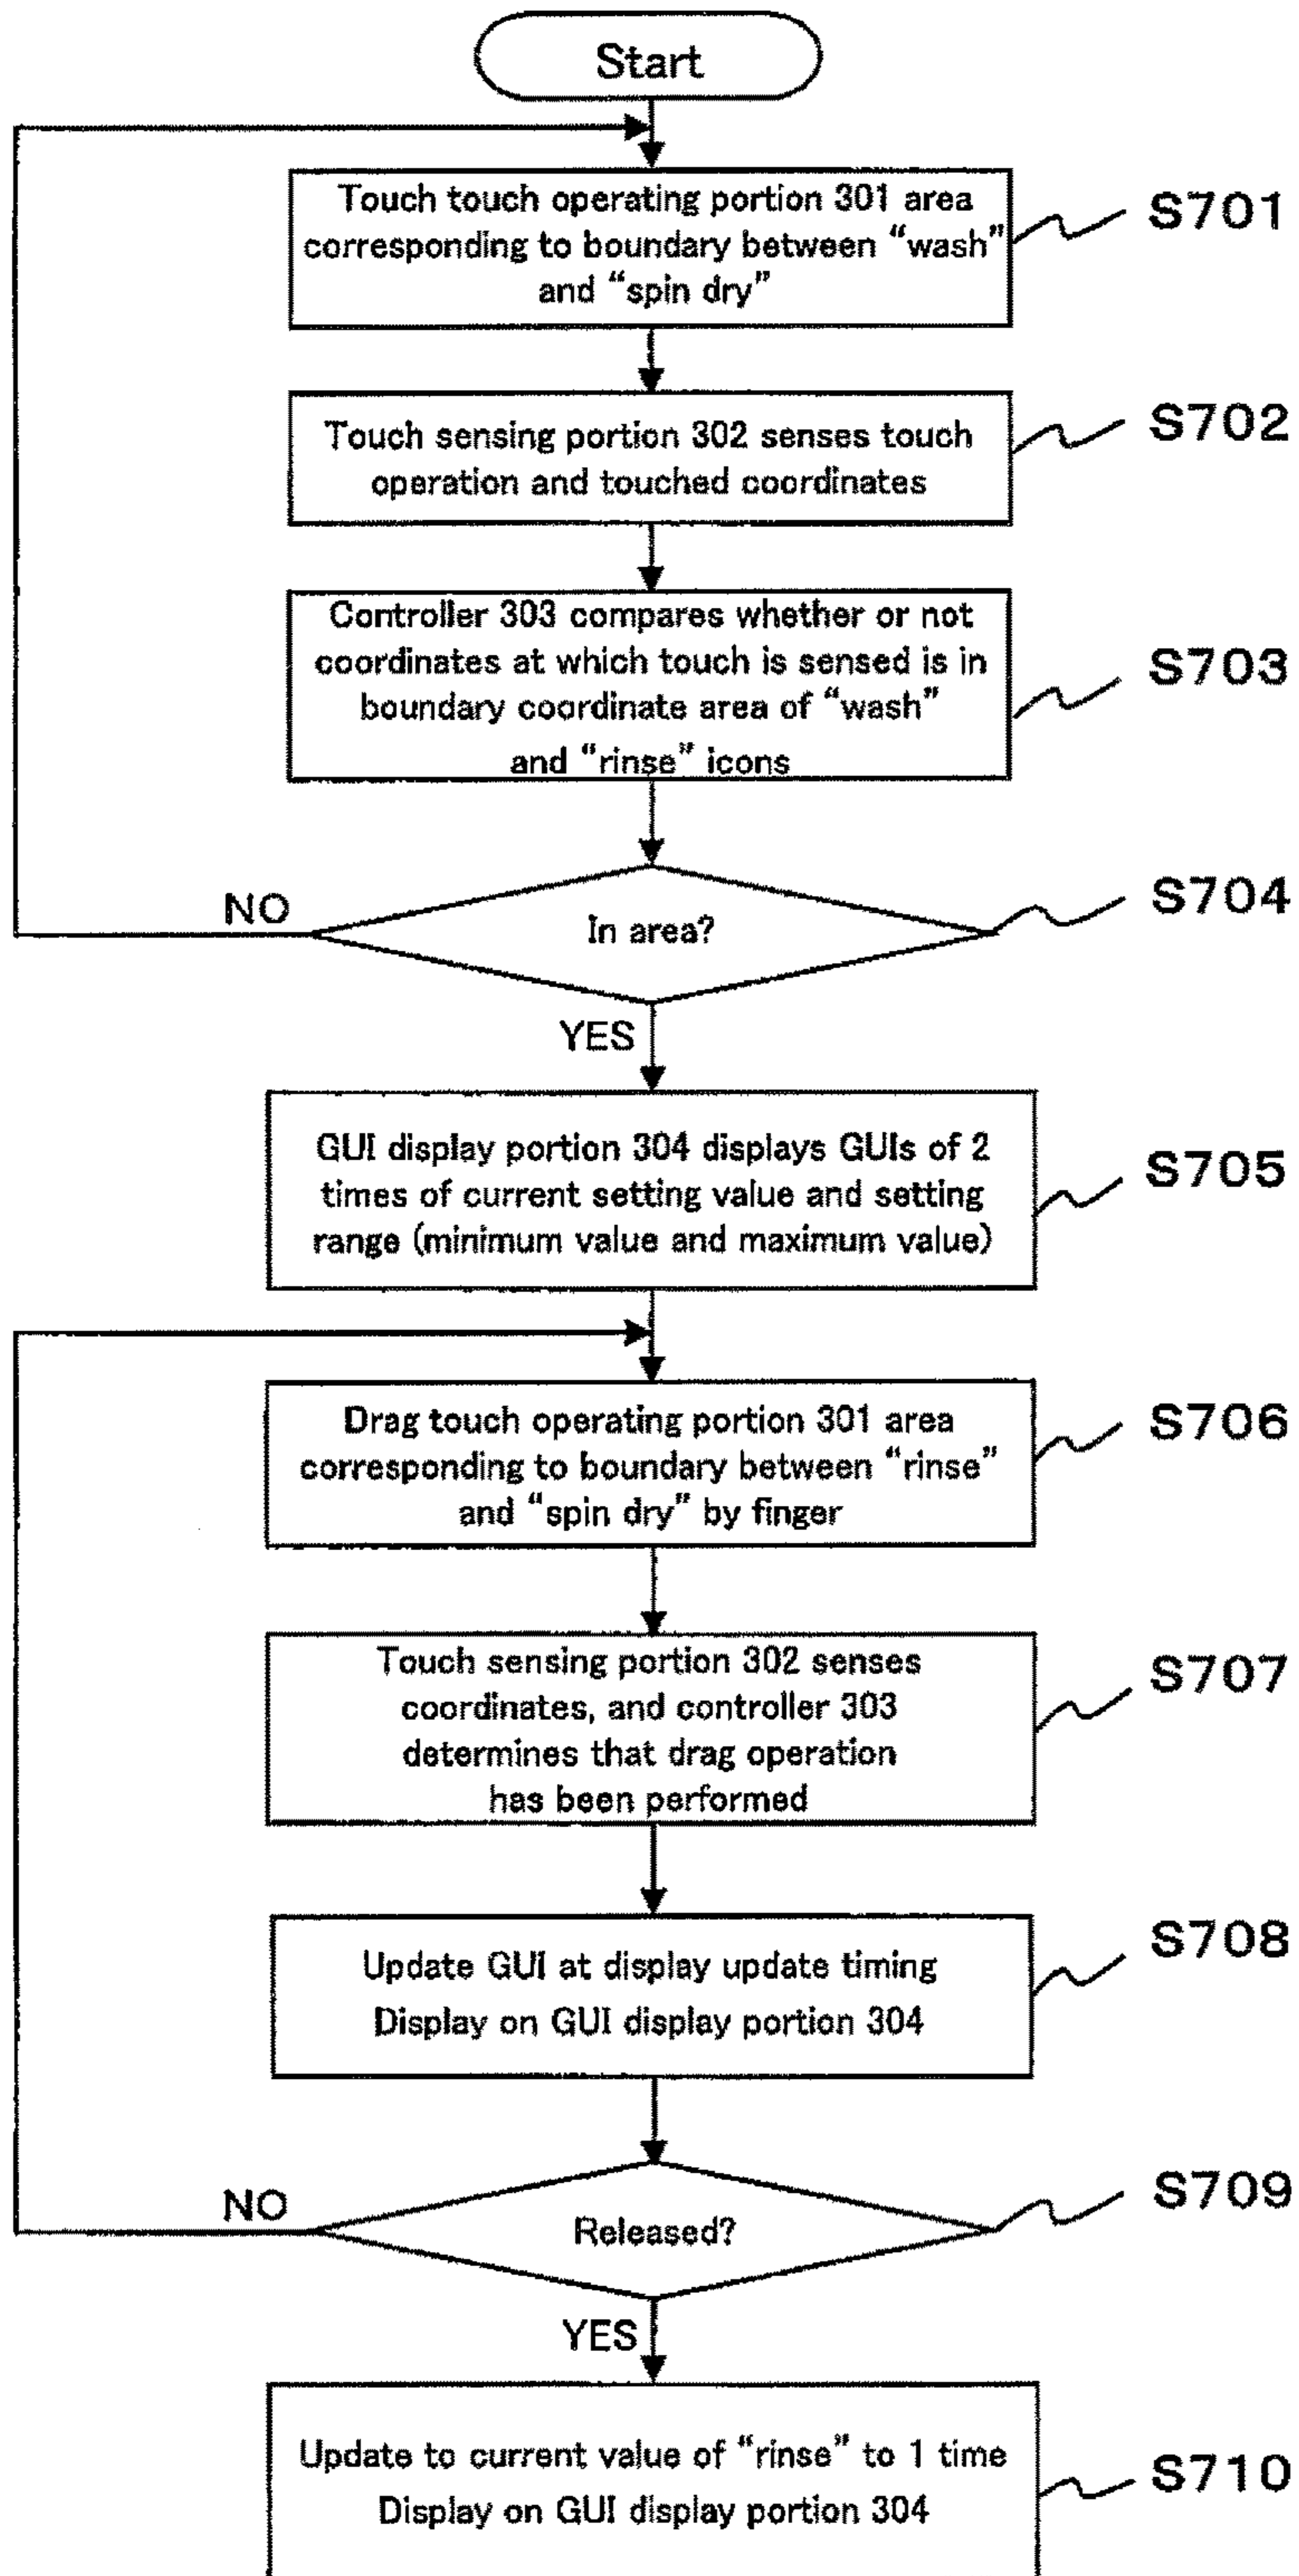 Start
Touch touch operating portion 301 area
corresponding to boundary between “wash”
and “spin dry”
S701
Touch sensing portion 302 senses touch
operation and touched coordinates
S702
Controller 303 compares whether or not
coordinates at which touch is sensed is in
boundary coordinate area of “wash”
and “rinse” icons
S703
NO
In area?
S704
YES
GUI display portion 304 displays GUIs of 2
times of current setting value and setting
range (minimum value and maximum value)
S705
Drag touch operating portion 301 area
corresponding to boundary between “rinse”
and “spin dry” by finger
S706
Touch sensing portion 302 senses
coordinates, and controller 303
determines that drag operation
has been performed
S707
Update GUI at display update timing
Display on GUI display portion 304
S708
NO
Released?
S709
YES
Update to current value of “rinse” to 1 time
Display on GUI display portion 304
S710